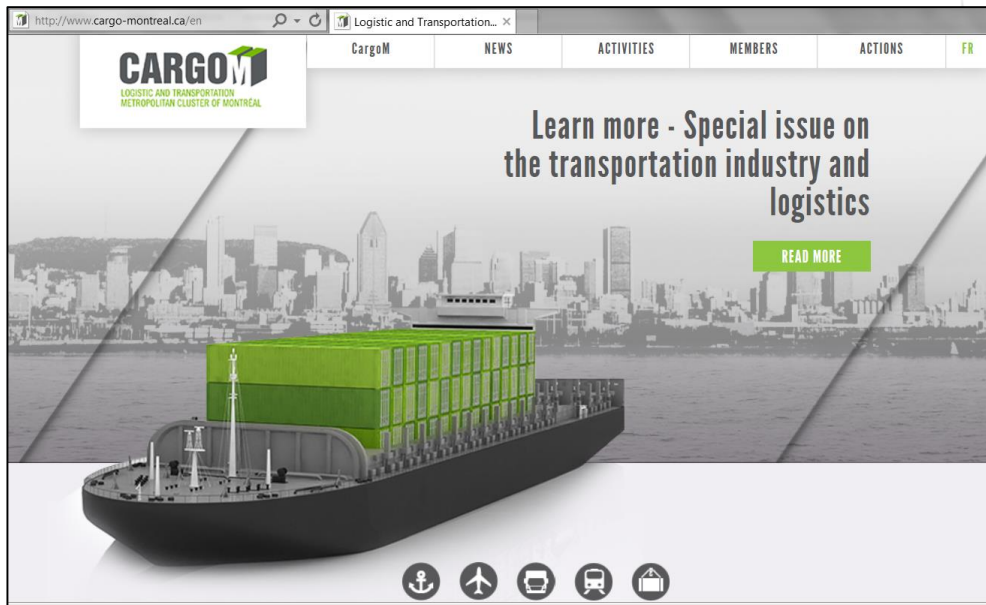 http://www.cargo-montreal.ca/en
Logistic and Transportation...
CARGOM
LOGISTIC AND TRANSPORTATION
METROPOLITAN CLUSTER OF MONTRÉAL
CargoM NEWS ACTIVITIES MEMBERS ACTIONS FR
Learn more - Special issue on
the transportation industry and
logistics
READ MORE